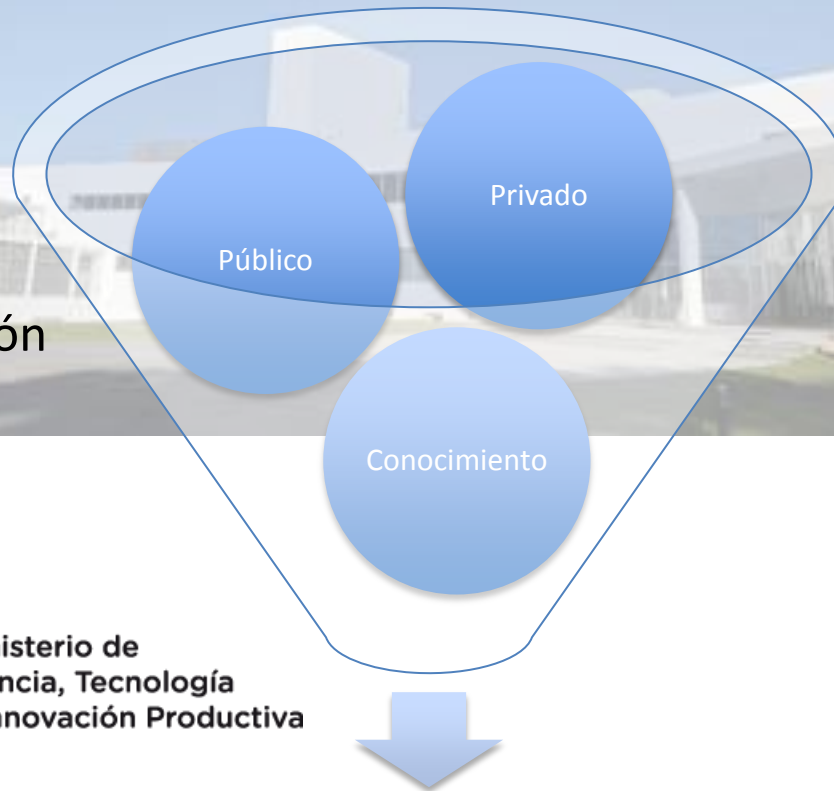 Privado
Público
ón
Conocimiento
isterio de
ncia, Tecnología
nnovación Productiva